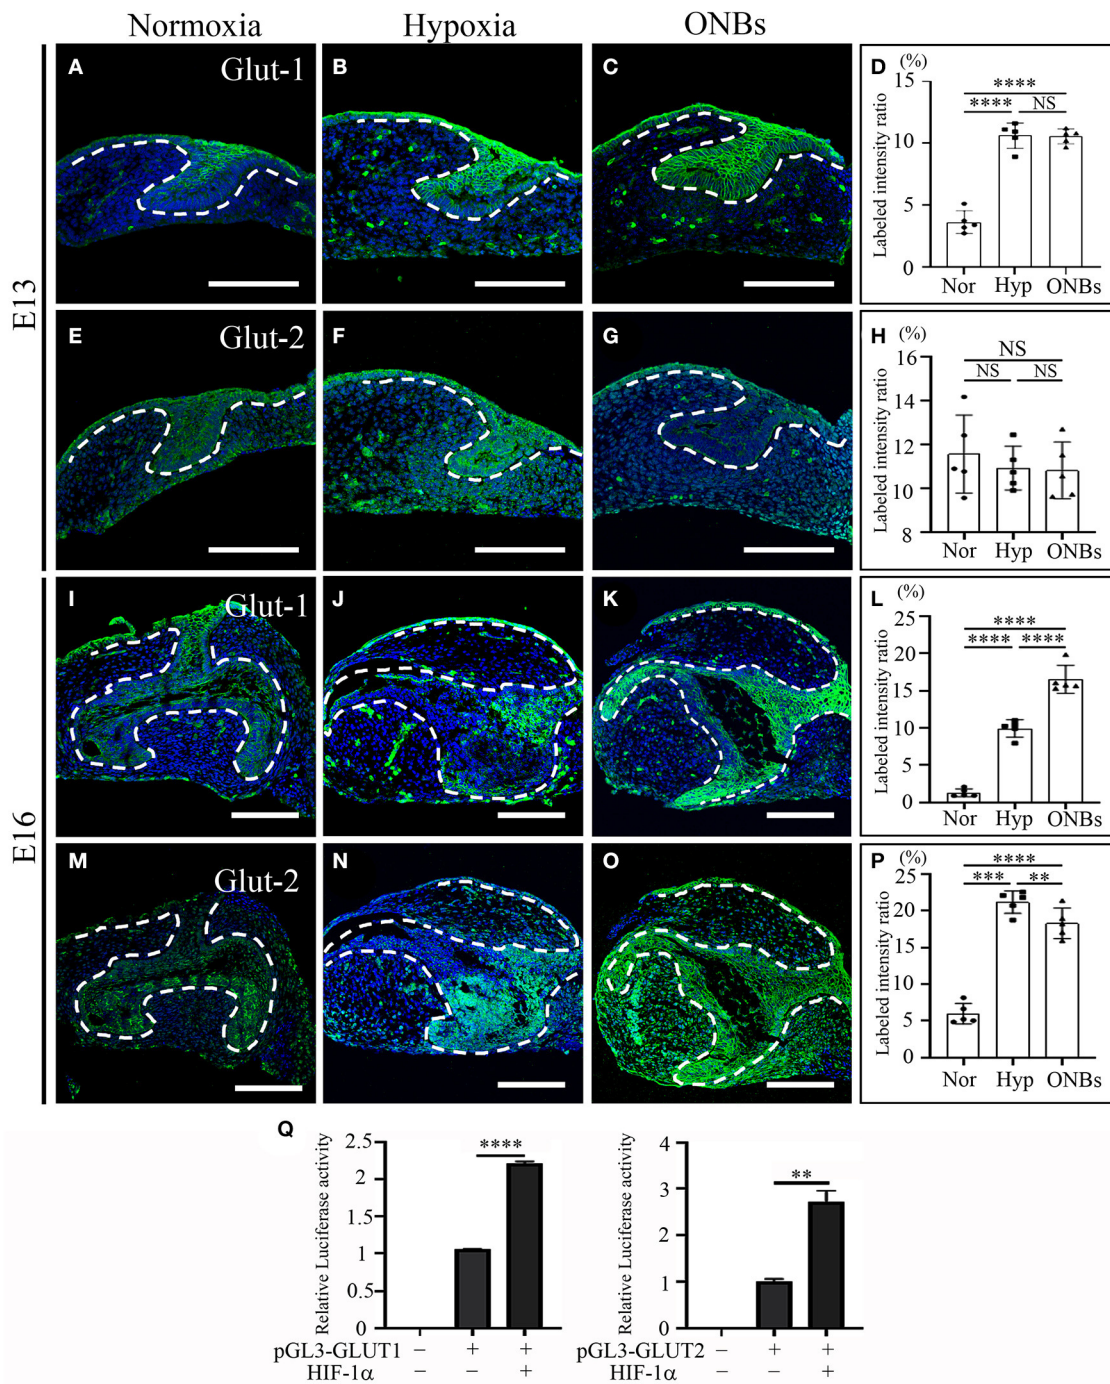 Normoxia Hypoxia ONBs
E13
A Glut-1
B
C
D (%)
Labeled intensity ratio
15
10
5
0
****
**** NS
Nor Hyp ONBs
E Glut-2
F
G
H (%)
Labeled intensity ratio
16
14
12
10
8
NS
NS NS
Nor Hyp ONBs
E16
I Glut-1
J
K
L (%)
Labeled intensity ratio
25
20
15
10
5
0
****
**** ****
Nor Hyp ONBs
M Glut-2
N
O
P (%)
Labeled intensity ratio
25
20
15
10
5
0
****
*** **
Nor Hyp ONBs
Q
Relative Luciferase activity
2.5
2
1.5
1
0.5
0
****
pGL3-GLUT1 − + +
HIF-1α − − +
Relative Luciferase activity
4
3
2
1
0
**
pGL3-GLUT2 − + +
HIF-1α − − +